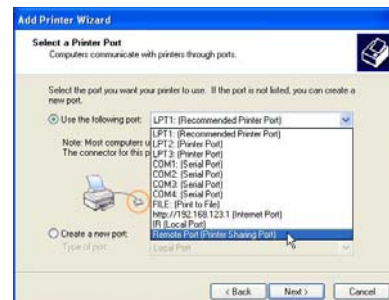 Add Printer Wizard
Select a Printer Port
Computers communicate with printers through ports.
Select the port you want your printer to use. If the port is not listed, you can create a
new port.
Use the following port:
LPT1: (Recommended Printer Port)
LPT1: (Recommended Printer Port)
LPT2: (Printer Port)
LPT3: (Printer Port)
COM1: (Serial Port)
COM2: (Serial Port)
COM3: (Serial Port)
COM4: (Serial Port)
FILE: (Print to File)
http://192.168.123.1 (Internet Port)
IR (Local Port)
Remote Port (Printer Sharing Port)
Note: Most computers u
The connector for this p
Create a new port:
Type of port:
Local Port
< Back
Next >
Cancel